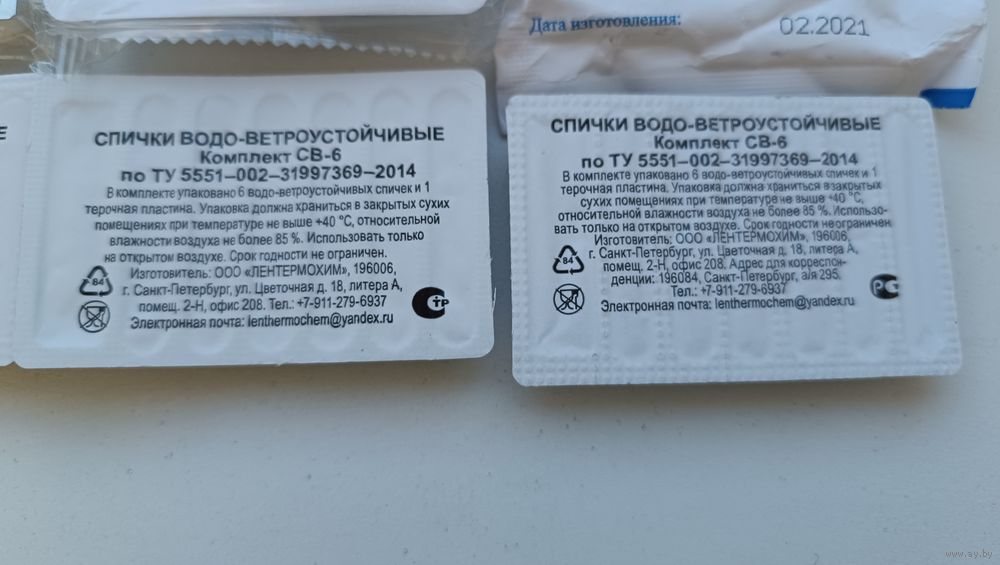 Дата изготовления: 02.2021
Е
СПИЧКИ ВОДО-ВЕТРОУСТОЙЧИВЫЕ
Комплект СВ-6
по ТУ 5551–002–31997369–2014
В комплекте упаковано 6 водо-ветроустойчивых спичек и 1
терочная пластина. Упаковка должна храниться в закрытых сухих
помещениях при температуре не выше +40 °С, относительной
влажности воздуха не более 85 %. Использовать только
на открытом воздухе. Срок годности не ограничен.
Изготовитель: ООО «ЛЕНТЕРМОХИМ», 196006,
г. Санкт-Петербург, ул. Цветочная д. 18, литера А,
помещ. 2-Н, офис 208. Тел.: +7-911-279-6937
Электронная почта: lenthermochem@yandex.ru
84
СТР
СПИЧКИ ВОДО-ВЕТРОУСТОЙЧИВЫЕ
Комплект СВ-6
по ТУ 5551–002–31997369–2014
В комплекте упаковано 6 водо-ветроустойчивых спичек и 1
терочная пластина. Упаковка должна храниться в закрытых
сухих помещениях при температуре не выше +40 °С,
относительной влажности воздуха не более 85 %. Использо-
вать только на открытом воздухе. Срок годности неограничен
Изготовитель: ООО «ЛЕНТЕРМОХИМ», 196006,
г. Санкт-Петербург, ул. Цветочная д. 18, литера А,
помещ. 2-Н, офис 208. Адрес для корреспон-
денции: 196084, Санкт-Петербург, а/я 295.
Тел.: +7-911-279-6937
Электронная почта: lenthermochem@yandex.ru
84
РС
www.ay.by